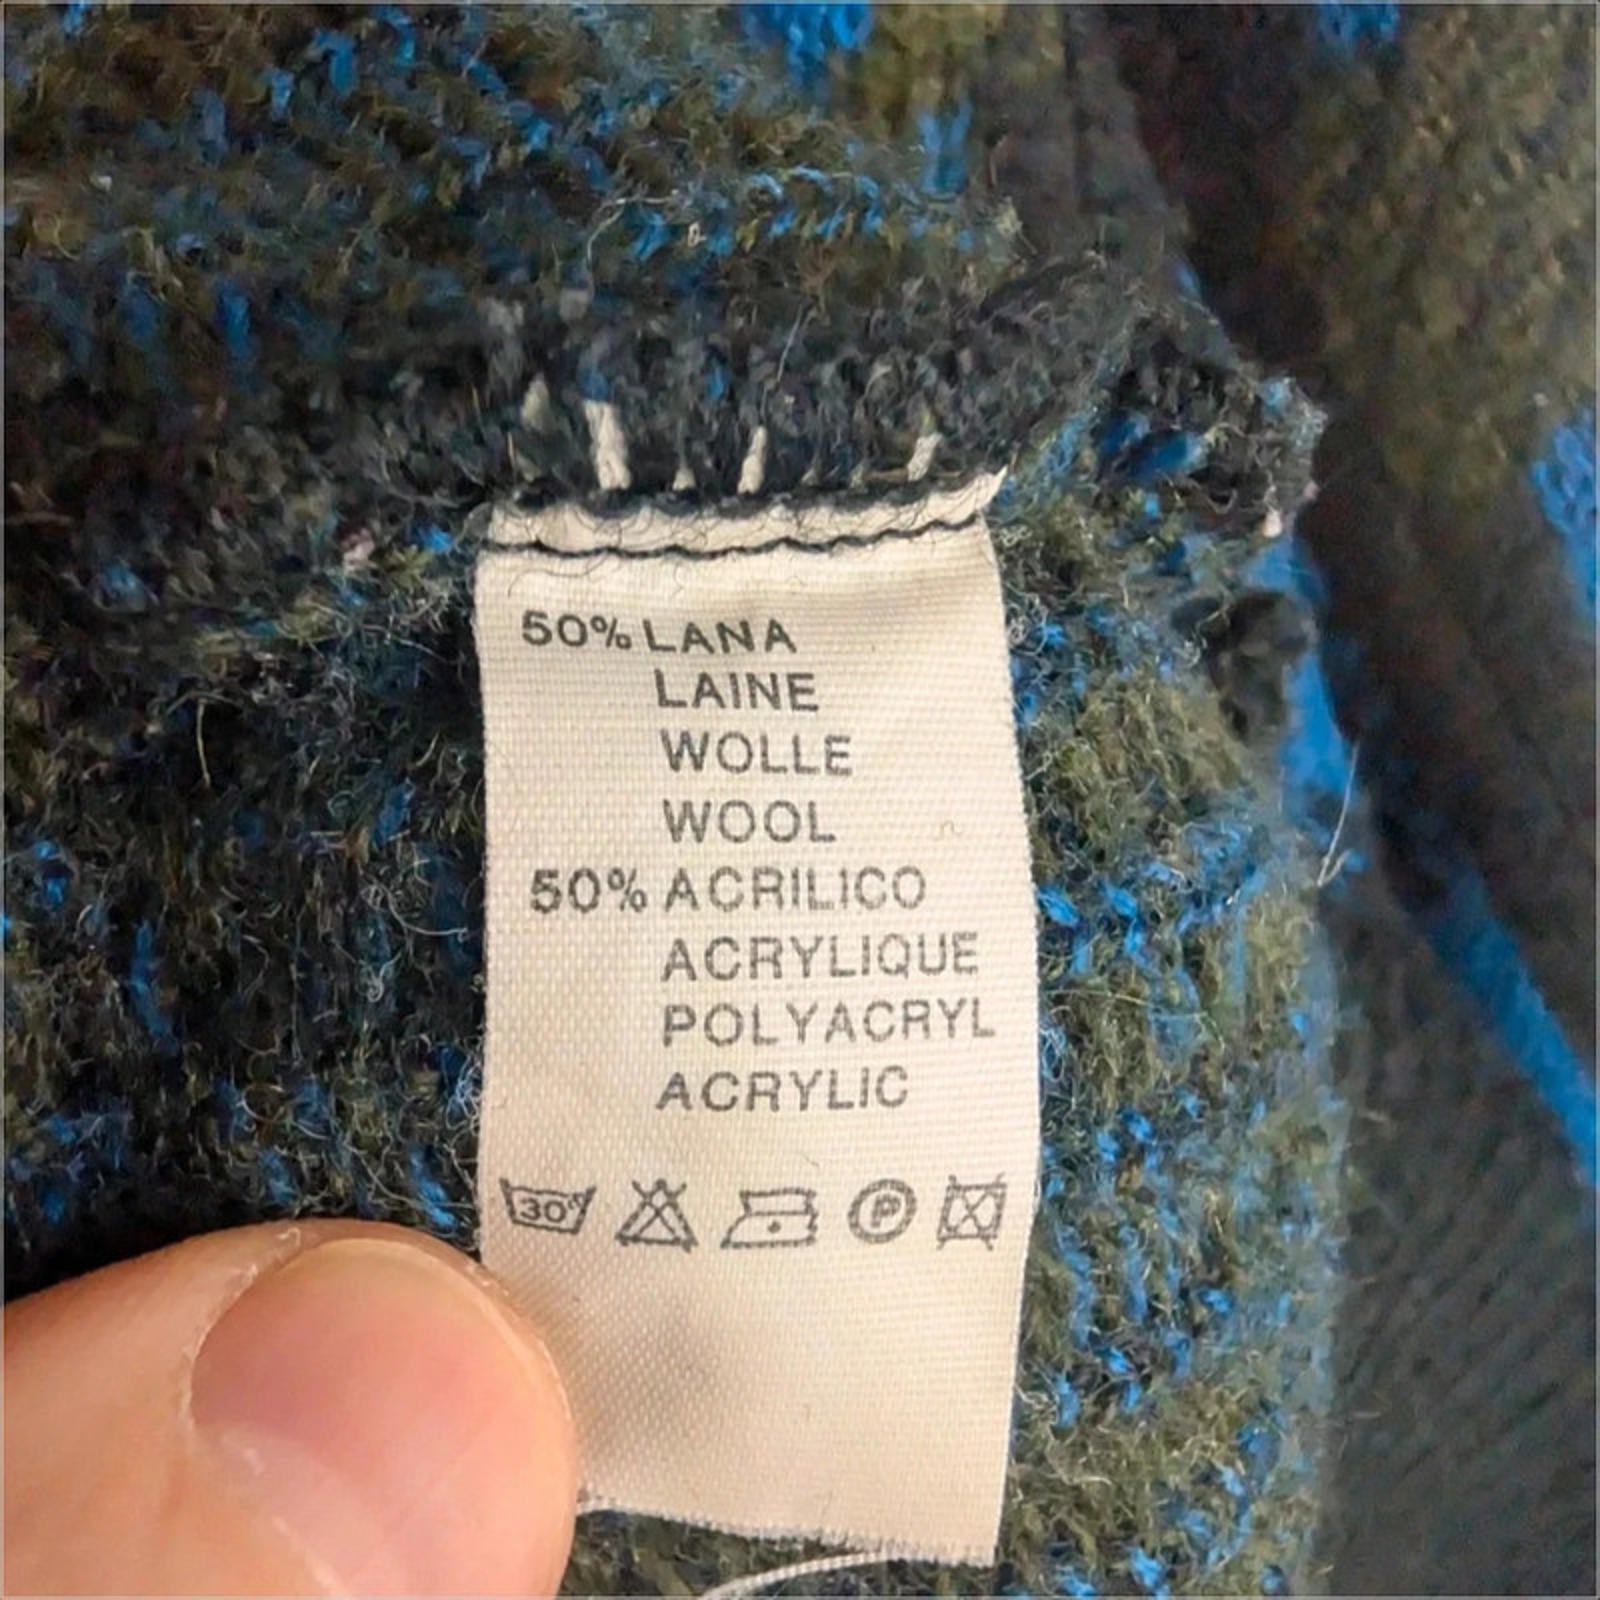 50% LANA
LAINE
WOLLE
WOOL
50% ACRILICO
ACRYLIQUE
POLYACRYL
ACRYLIC
30° P